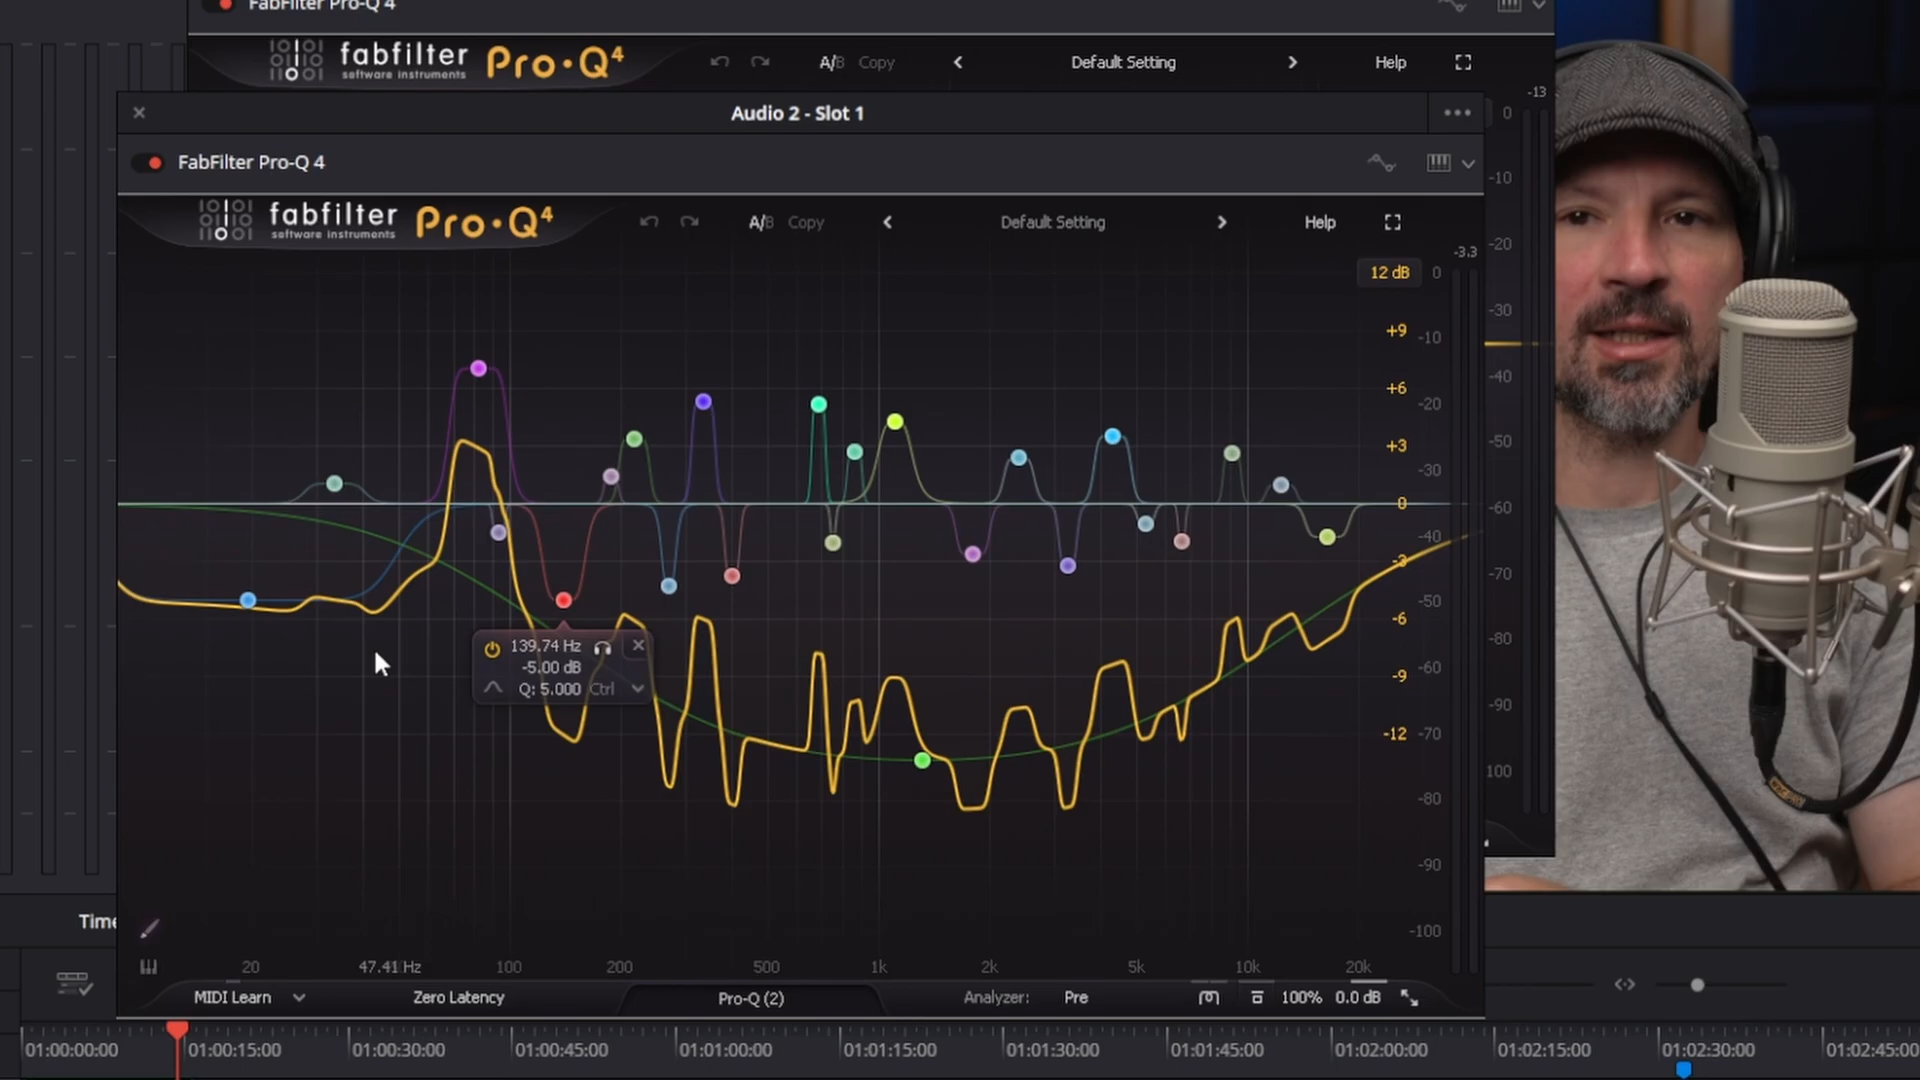 FabFilter Pro-Q 4
fabfilter
software instruments
Pro·Q4
A/B Copy
Default Setting
Help
-13
Audio 2 - Slot 1
FabFilter Pro-Q 4
fabfilter
software instruments
Pro·Q4
A/B Copy
Default Setting
Help
-3.3
12 dB 0
+9 -10
+6 -20
+3 -30
0 -40
-3 -50
-6 -60
-9 -70
-12 -80
-90
-100
0
-10
-20
-30
-40
-50
-60
-70
-80
-90
100
139.74 Hz
-5.00 dB
Q: 5.000 Ctrl
Time
20 47.41 Hz 100 200 500 1k 2k 5k 10k 20k
MIDI Learn Zero Latency Pro-Q (2) Analyzer: Pre 100% 0.0 dB
01:00:00:00 01:00:15:00 01:00:30:00 01:00:45:00 01:01:00:00 01:01:15:00 01:01:30:00 01:01:45:00 01:02:00:00 01:02:15:00 01:02:30:00 01:02:45:00